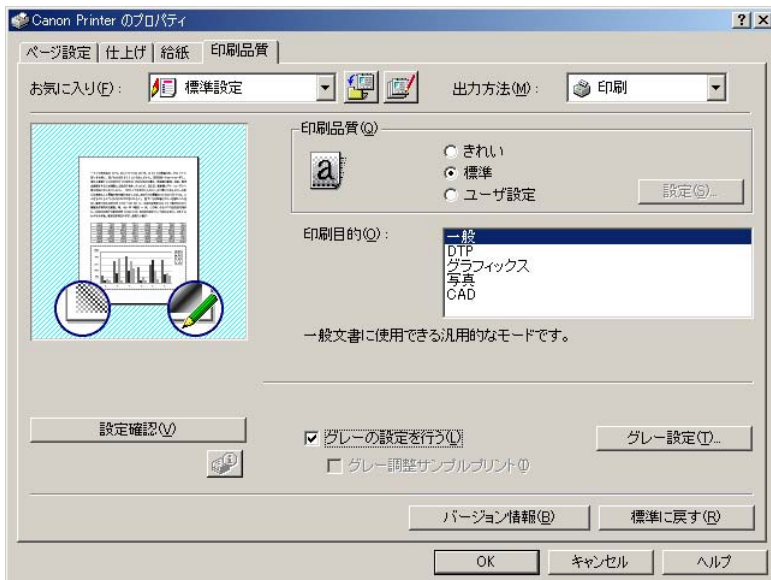 Canon Printer のプロパティ
ページ設定 仕上げ 給紙 印刷品質
お気に入り(F): 標準設定 出力方法(M): 印刷
印刷品質(Q)
a
きれい
標準
ユーザ設定 設定(S)...
印刷目的(O): 一般
DTP
グラフィックス
写真
CAD
一般文書に使用できる汎用的なモードです。
設定確認(V)
グレーの設定を行う(L) グレー設定(T)...
グレー調整サンプルプリント(I)
バージョン情報(B) 標準に戻す(R)
OK キャンセル ヘルプ